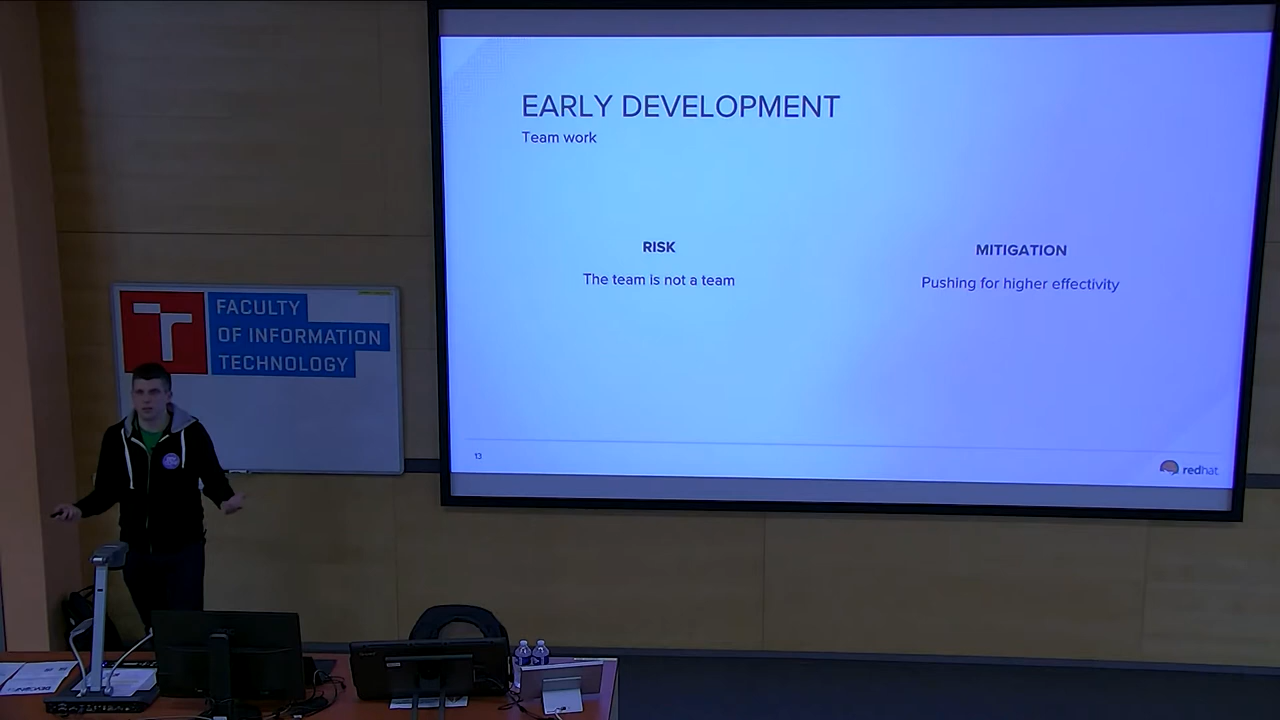 EARLY DEVELOPMENT
Team work
RISK
The team is not a team
MITIGATION
Pushing for higher effectivity
13
redhat
T
FACULTY
OF INFORMATION
TECHNOLOGY